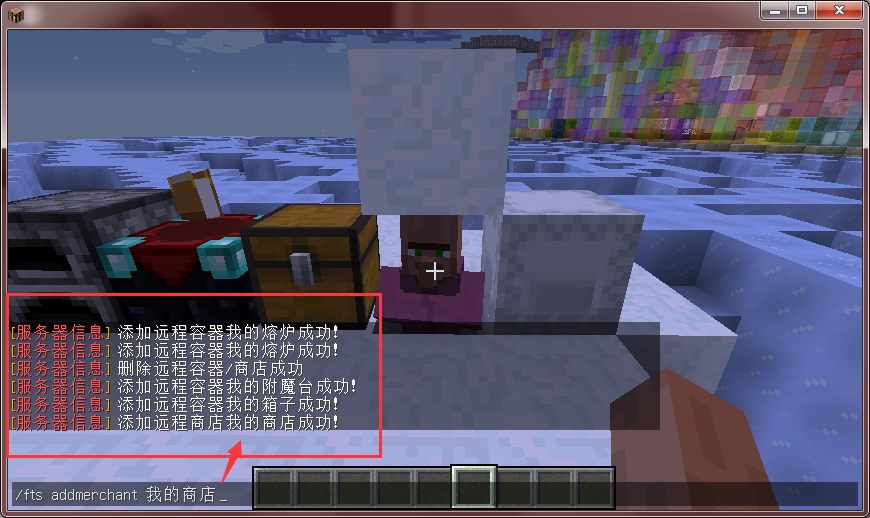 [服务器信息] 添加远程容器我的熔炉成功!
[服务器信息] 添加远程容器我的熔炉成功!
[服务器信息] 删除远程容器/商店成功
[服务器信息] 添加远程容器我的附魔台成功!
[服务器信息] 添加远程容器我的箱子成功!
[服务器信息] 添加远程商店我的商店成功!
/fts addmerchant 我的商店_